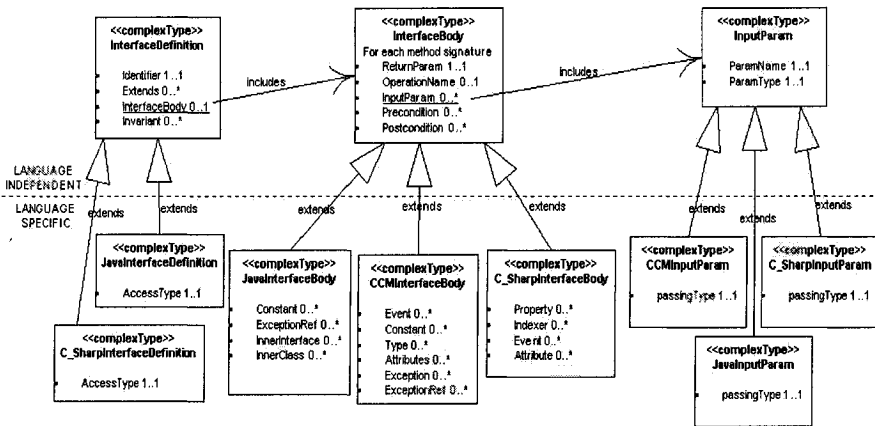 <<complexType>>
InterfaceDefinition
Identifier 1..1
Extends 0..*
InterfaceBody 0..1
Invariant 0..*
includes
<<complexType>>
InterfaceBody
For each method signature
ReturnParam 1..1
OperationName 0..1
InputParam 0..*
Precondition 0..*
Postcondition 0..*
includes
<<complexType>>
InputParam
ParamName 1..1
ParamType 1..1
LANGUAGE
INDEPENDENT
LANGUAGE
SPECIFIC
extends
extends
extends
extends
extends
extends
extends
extends
<<complexType>>
JavaInterfaceDefinition
AccessType 1..1
<<complexType>>
C_SharpInterfaceDefinition
AccessType 1..1
<<complexType>>
JavaInterfaceBody
Constant 0..*
ExceptionRef 0..*
InnerInterface 0..*
InnerClass 0..*
<<complexType>>
CCMInterfaceBody
Event 0..*
Constant 0..*
Type 0..*
Attributes 0..*
Exception 0..*
ExceptionRef 0..*
<<complexType>>
C_SharpInterfaceBody
Property 0..*
Indexer 0..*
Event 0..*
Attribute 0..*
<<complexType>>
CCMInputParam
passingType 1..1
<<complexType>>
C_SharpInputParam
passingType 1..1
<<complexType>>
JavaInputParam
passingType 1..1